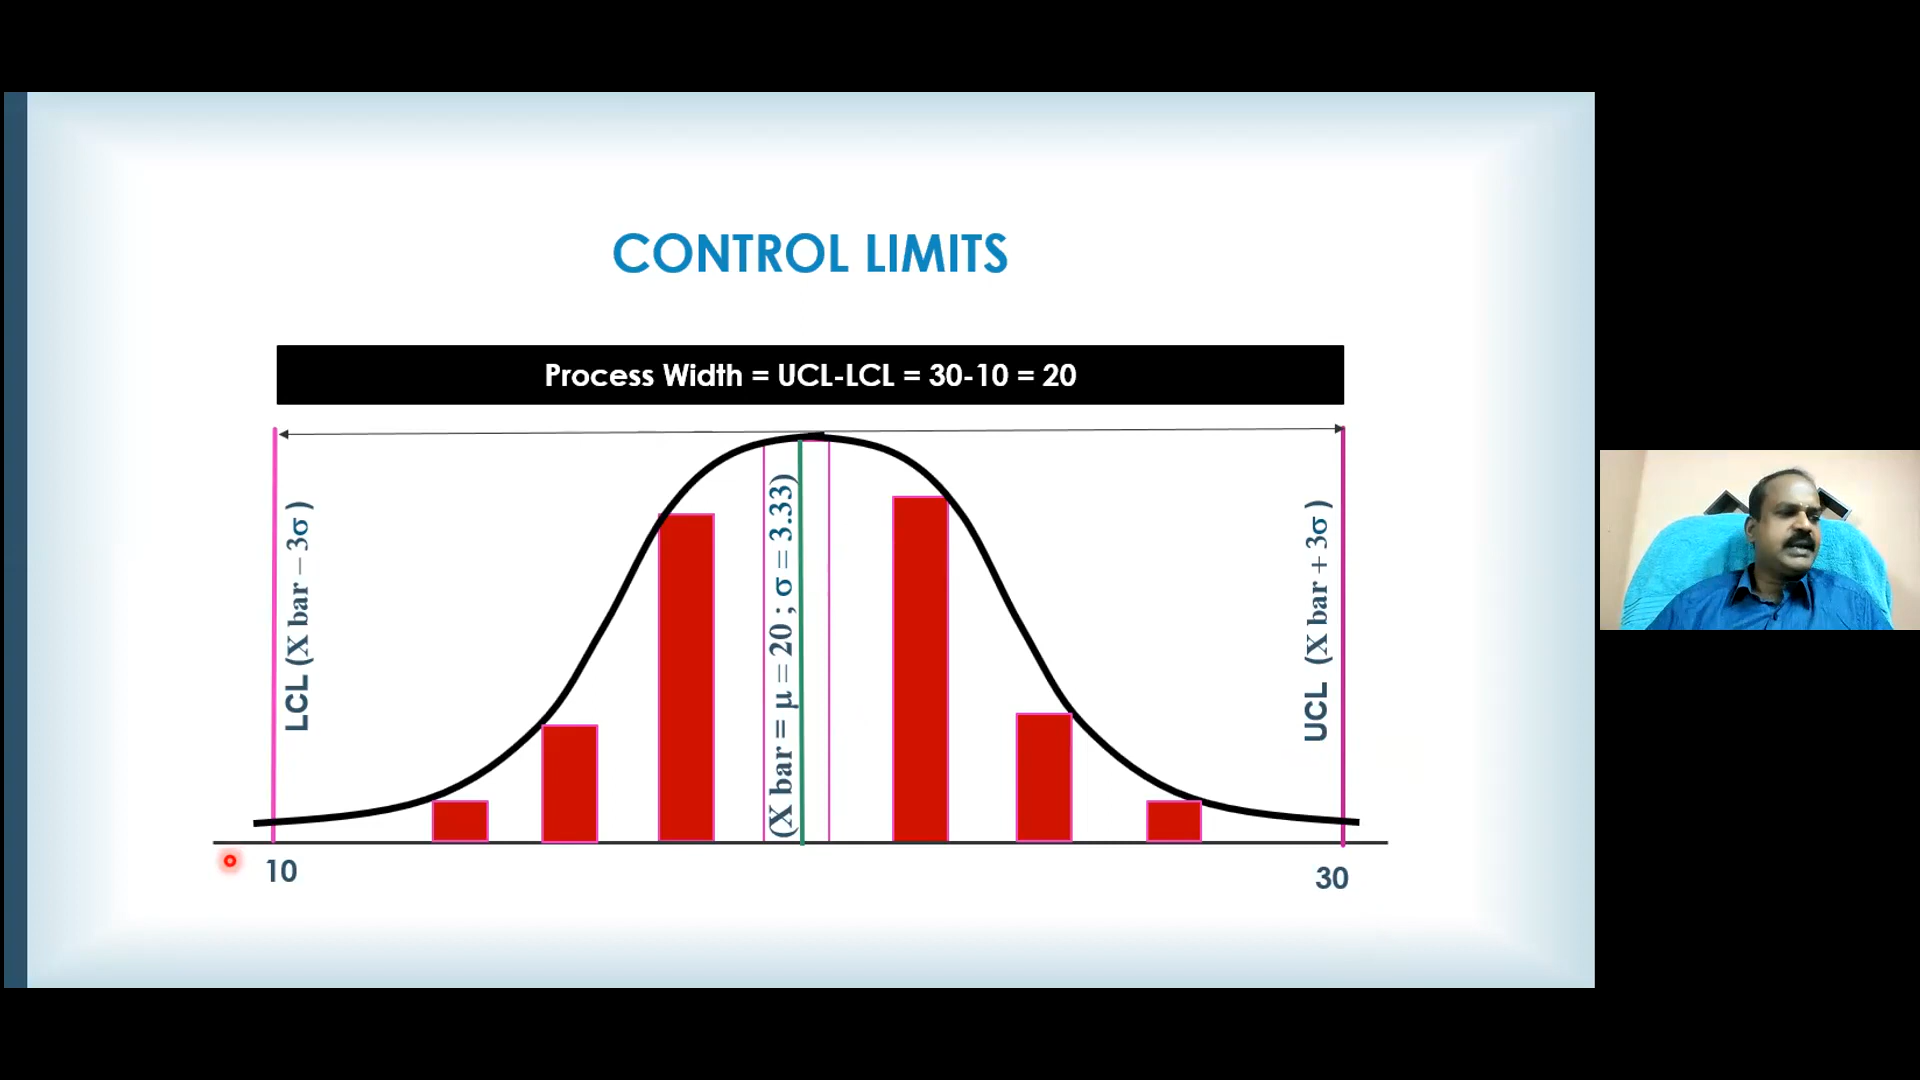 CONTROL LIMITS
Process Width = UCL-LCL = 30-10 = 20
LCL (X bar – 3σ )
(X bar = µ = 20 ; σ = 3.33)
UCL (X bar + 3σ )
10
30